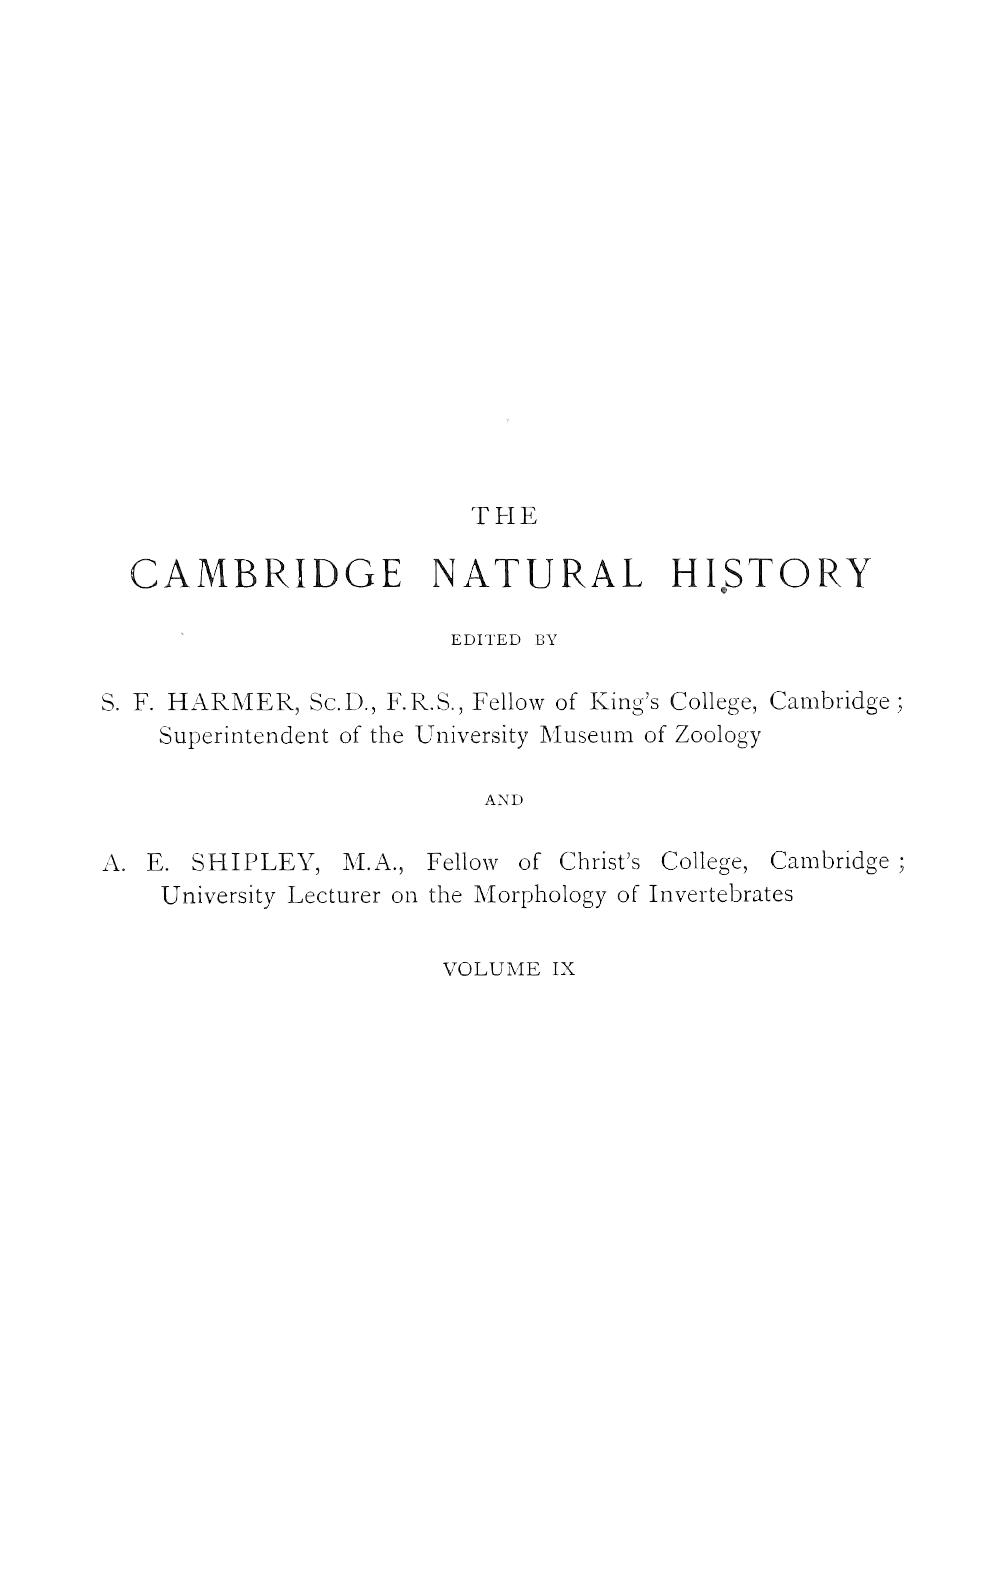 THE
CAMBRIDGE NATURAL HISTORY
EDITED BY
S. F. HARMER, Sc.D., F.R.S., Fellow of King's College, Cambridge ;
Superintendent of the University Museum of Zoology
AND
A. E. SHIPLEY, M.A., Fellow of Christ's College, Cambridge ;
University Lecturer on the Morphology of Invertebrates
VOLUME IX